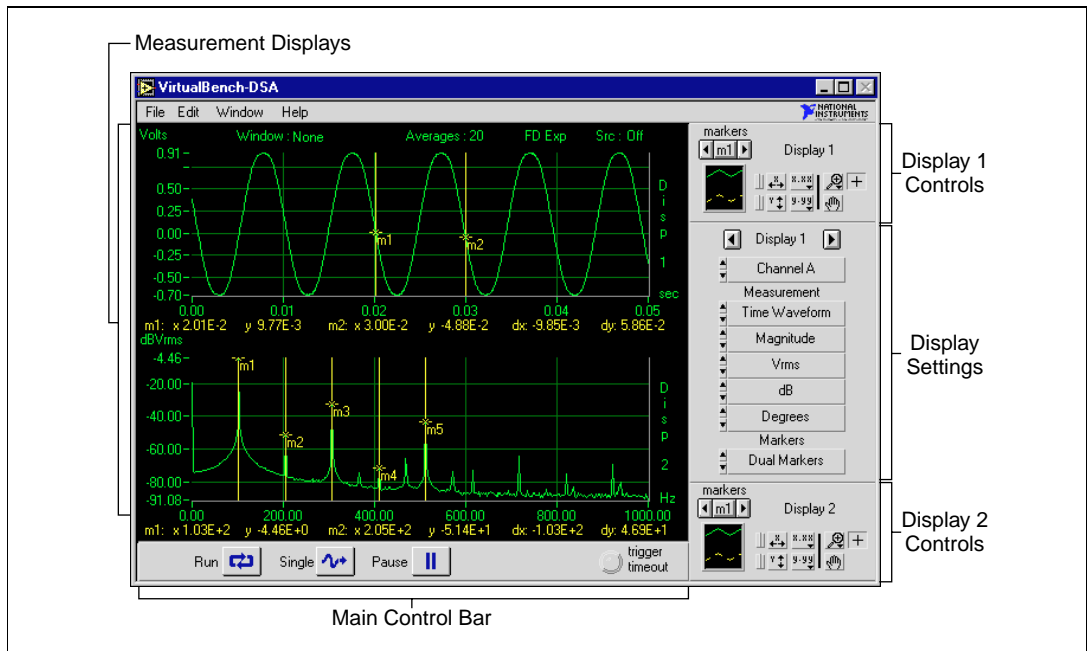 Measurement Displays
VirtualBench-DSA
File Edit Window Help
NATIONAL
INSTRUMENTS
Volts Window : None Averages : 20 FD Exp Src : Off
0.91
0.50
0.25
0.00
-0.25
-0.50
-0.70
m1
m2
Disp 1
sec
0.00 0.01 0.02 0.03 0.04 0.05
m1: x 2.01E-2 y 9.77E-3 m2: x 3.00E-2 y -4.88E-2 dx: -9.85E-3 dy: 5.86E-2
dBVrms
-4.46
-20.00
-40.00
-60.00
-80.00
-91.08
m1
m2
m3
m4
m5
Disp 2
Hz
0.00 200.00 400.00 600.00 800.00 1000.00
m1: x 1.03E+2 y -4.46E+0 m2: x 2.05E+2 y -5.14E+1 dx: -1.03E+2 dy: 4.69E+1
Run Single Pause
trigger
timeout
Main Control Bar
markers
m1 Display 1
X X.XX
Y Y.YY
Display 1
Controls
Display 1
Channel A
Measurement
Time Waveform
Magnitude
Vrms
dB
Degrees
Markers
Dual Markers
Display
Settings
markers
m1 Display 2
X X.XX
Y Y.YY
Display 2
Controls